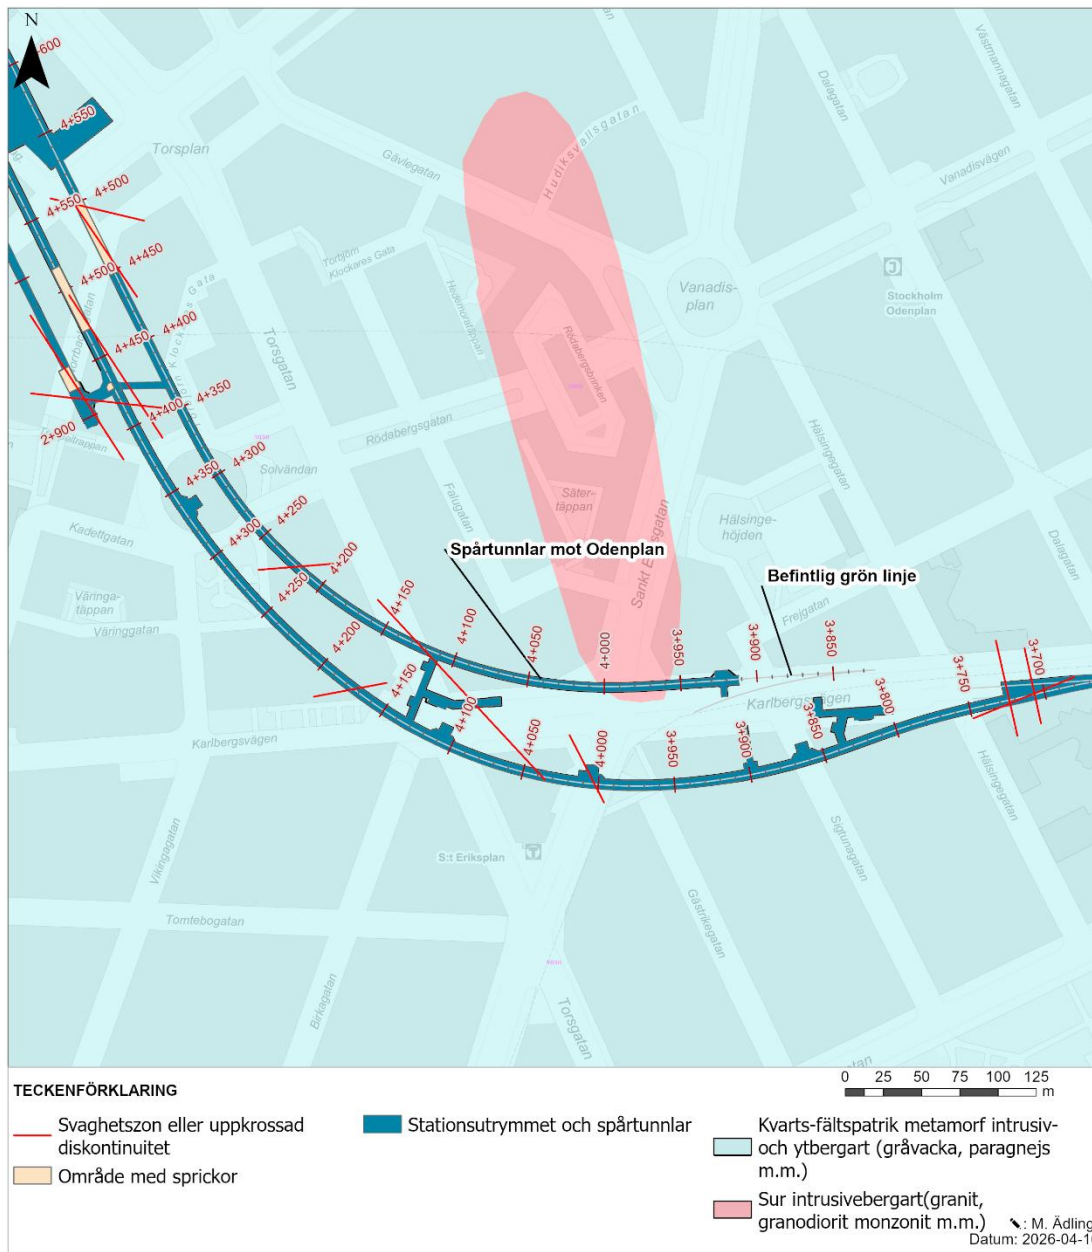 N
4+600
4+550
Torsplan
4+500
4+550
4+450
4+500
4+400
4+450
4+350
4+400
2+900
4+300
4+350
4+250
4+300
4+200
4+250
4+150
4+200
4+100
4+150
4+050
4+100
4+000
4+050
3+950
4+000
3+900
3+950
3+850
3+900
3+800
3+850
3+750
3+700
Gävlegatan
Hudiksvallsgatan
Dalagatan
Västmannagatan
Vanadisvägen
Torbjörn
Klockares Gata
Hedemoratäppan
Vanadis-
plan
Stockholm
Odenplan
Torsgatan
Rödabergsbrinken
Rödabergsgatan
Solvändan
Falugatan
Säter-
täppan
Sankt Eriksgatan
Hälsinge-
höjden
Hälsingegatan
Dalagatan
Kadettgatan
Väringa-
täppan
Väringgatan
Spårtunnlar mot Odenplan
Befintlig grön linje
Frejgatan
Karlbergsvägen
Karlbergsvägen
Hälsingegatan
Vikingagatan
S:t Eriksplan
Sigtunagatan
Gästrikegatan
Tomtebogatan
Birkagatan
Torsgatan
TECKENFÖRKLARING
0 25 50 75 100 125
m
Svaghetszon eller uppkrossad
diskontinuitet
Område med sprickor
Stationsutrymmet och spårtunnlar
Kvarts-fältspatrik metamorf intrusiv-
och ytbergart (gråvacka, paragnejs
m.m.)
Sur intrusivebergart(granit,
granodiorit monzonit m.m.)
: M. Ädling
Datum: 2026-04-1